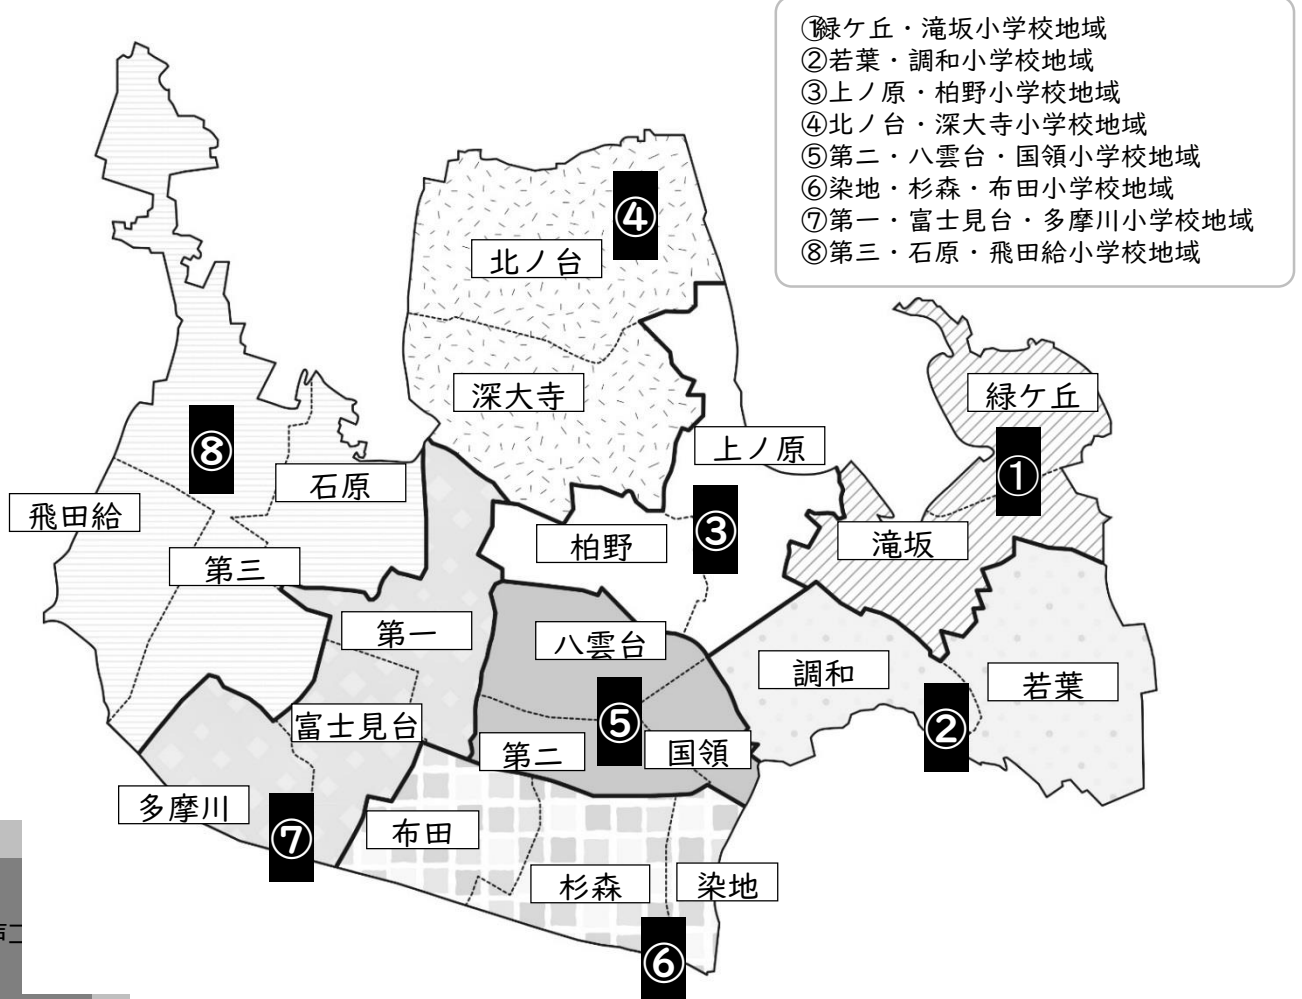 ①緑ケ丘・滝坂小学校地域
②若葉・調和小学校地域
③上ノ原・柏野小学校地域
④北ノ台・深大寺小学校地域
⑤第二・八雲台・国領小学校地域
⑥染地・杉森・布田小学校地域
⑦第一・富士見台・多摩川小学校地域
⑧第三・石原・飛田給小学校地域
④
北ノ台
深大寺
緑ケ丘
⑧
上ノ原
①
石原
飛田給
③
柏野
滝坂
第三
第一
八雲台
調和
若葉
⑤
②
富士見台
第二
国領
多摩川
⑦
布田
杉森
染地
⑥